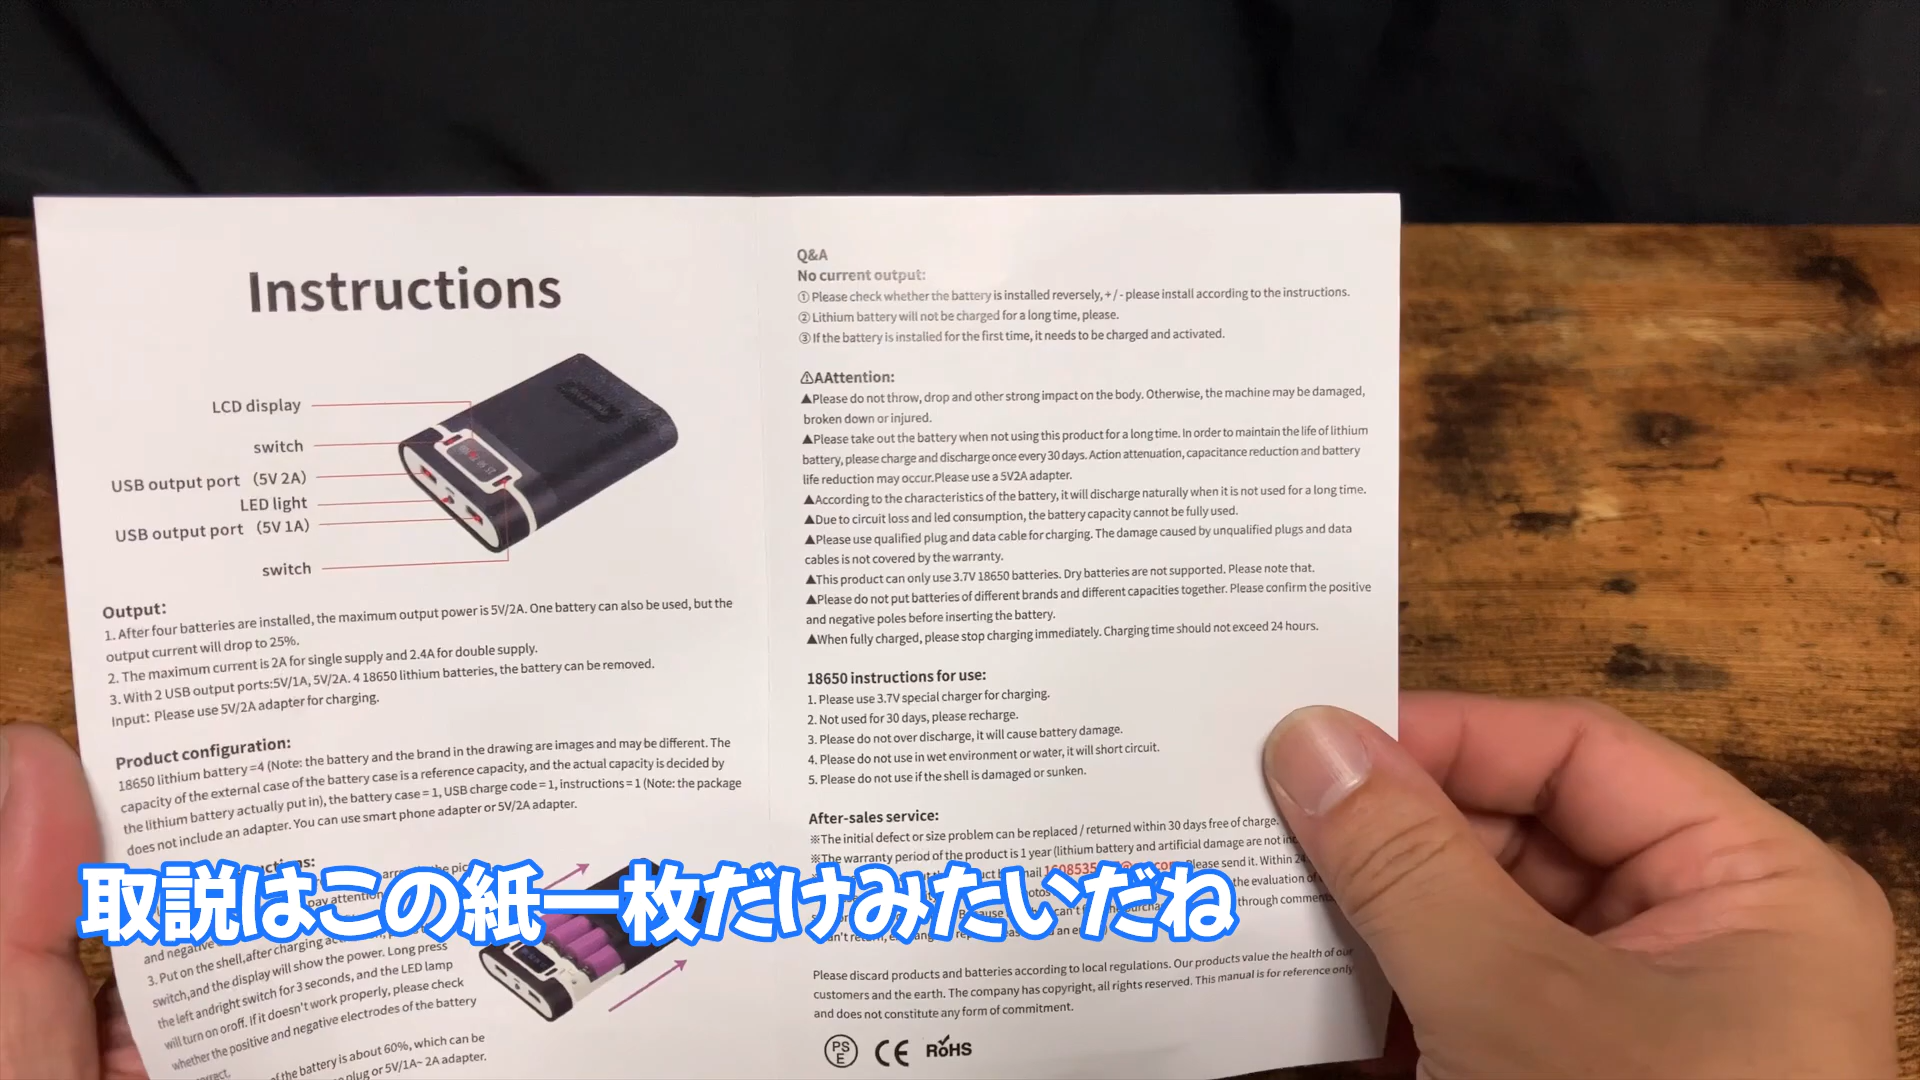 Instructions
LCD display
switch
USB output port (5V 2A)
LED light
USB output port (5V 1A)
switch
Output:
1. After four batteries are installed, the maximum output power is 5V/2A. One battery can also be used, but the
output current will drop to 25%.
2. The maximum current is 2A for single supply and 2.4A for double supply.
3. With 2 USB output ports:5V/1A, 5V/2A. 4 18650 lithium batteries, the battery can be removed.
Input: Please use 5V/2A adapter for charging.
Product configuration:
18650 lithium battery=4 (Note: the battery and the brand in the drawing are images and may be different. The
capacity of the external case of the battery case is a reference capacity, and the actual capacity is decided by
the lithium battery actually put in), the battery case = 1, USB charge code = 1, instructions = 1 (Note: the package
does not include an adapter. You can use smart phone adapter or 5V/2A adapter.
pay attention
and negative
3. Put on the shell,after charging
switch,and the display will show the power. Long press
the left andright switch for 3 seconds, and the LED lamp
will turn on oroff. If it doesn't work properly, please check
whether the positive and negative electrodes of the battery
of the battery is about 60%, which can be
plug or 5V/1A~ 2A adapter.
Q&A
No current output:
① Please check whether the battery is installed reversely, + / - please install according to the instructions.
② Lithium battery will not be charged for a long time, please.
③ If the battery is installed for the first time, it needs to be charged and activated.
⚠AAttention:
▲Please do not throw, drop and other strong impact on the body. Otherwise, the machine may be damaged,
broken down or injured.
▲Please take out the battery when not using this product for a long time. In order to maintain the life of lithium
battery, please charge and discharge once every 30 days. Action attenuation, capacitance reduction and battery
life reduction may occur.Please use a 5V2A adapter.
▲According to the characteristics of the battery, it will discharge naturally when it is not used for a long time.
▲Due to circuit loss and led consumption, the battery capacity cannot be fully used.
▲Please use qualified plug and data cable for charging. The damage caused by unqualified plugs and data
cables is not covered by the warranty.
▲This product can only use 3.7V 18650 batteries. Dry batteries are not supported. Please note that.
▲Please do not put batteries of different brands and different capacities together. Please confirm the positive
and negative poles before inserting the battery.
▲When fully charged, please stop charging immediately. Charging time should not exceed 24 hours.
18650 instructions for use:
1. Please use 3.7V special charger for charging.
2. Not used for 30 days, please recharge.
3. Please do not over discharge, it will cause battery damage.
4. Please do not use in wet environment or water, it will short circuit.
5. Please do not use if the shell is damaged or sunken.
After-sales service:
※The initial defect or size problem can be replaced / returned within 30 days free of charge.
※The warranty period of the product is 1 year (lithium battery and artificial damage are not
Please send it. Within
the evaluation of
through
Please discard products and batteries according to local regulations. Our products value the health of our
customers and the earth. The company has copyright, all rights reserved. This manual is for reference only
and does not constitute any form of commitment.
PS
E
CE
RoHS
取説はこの紙一枚だけみたいだね